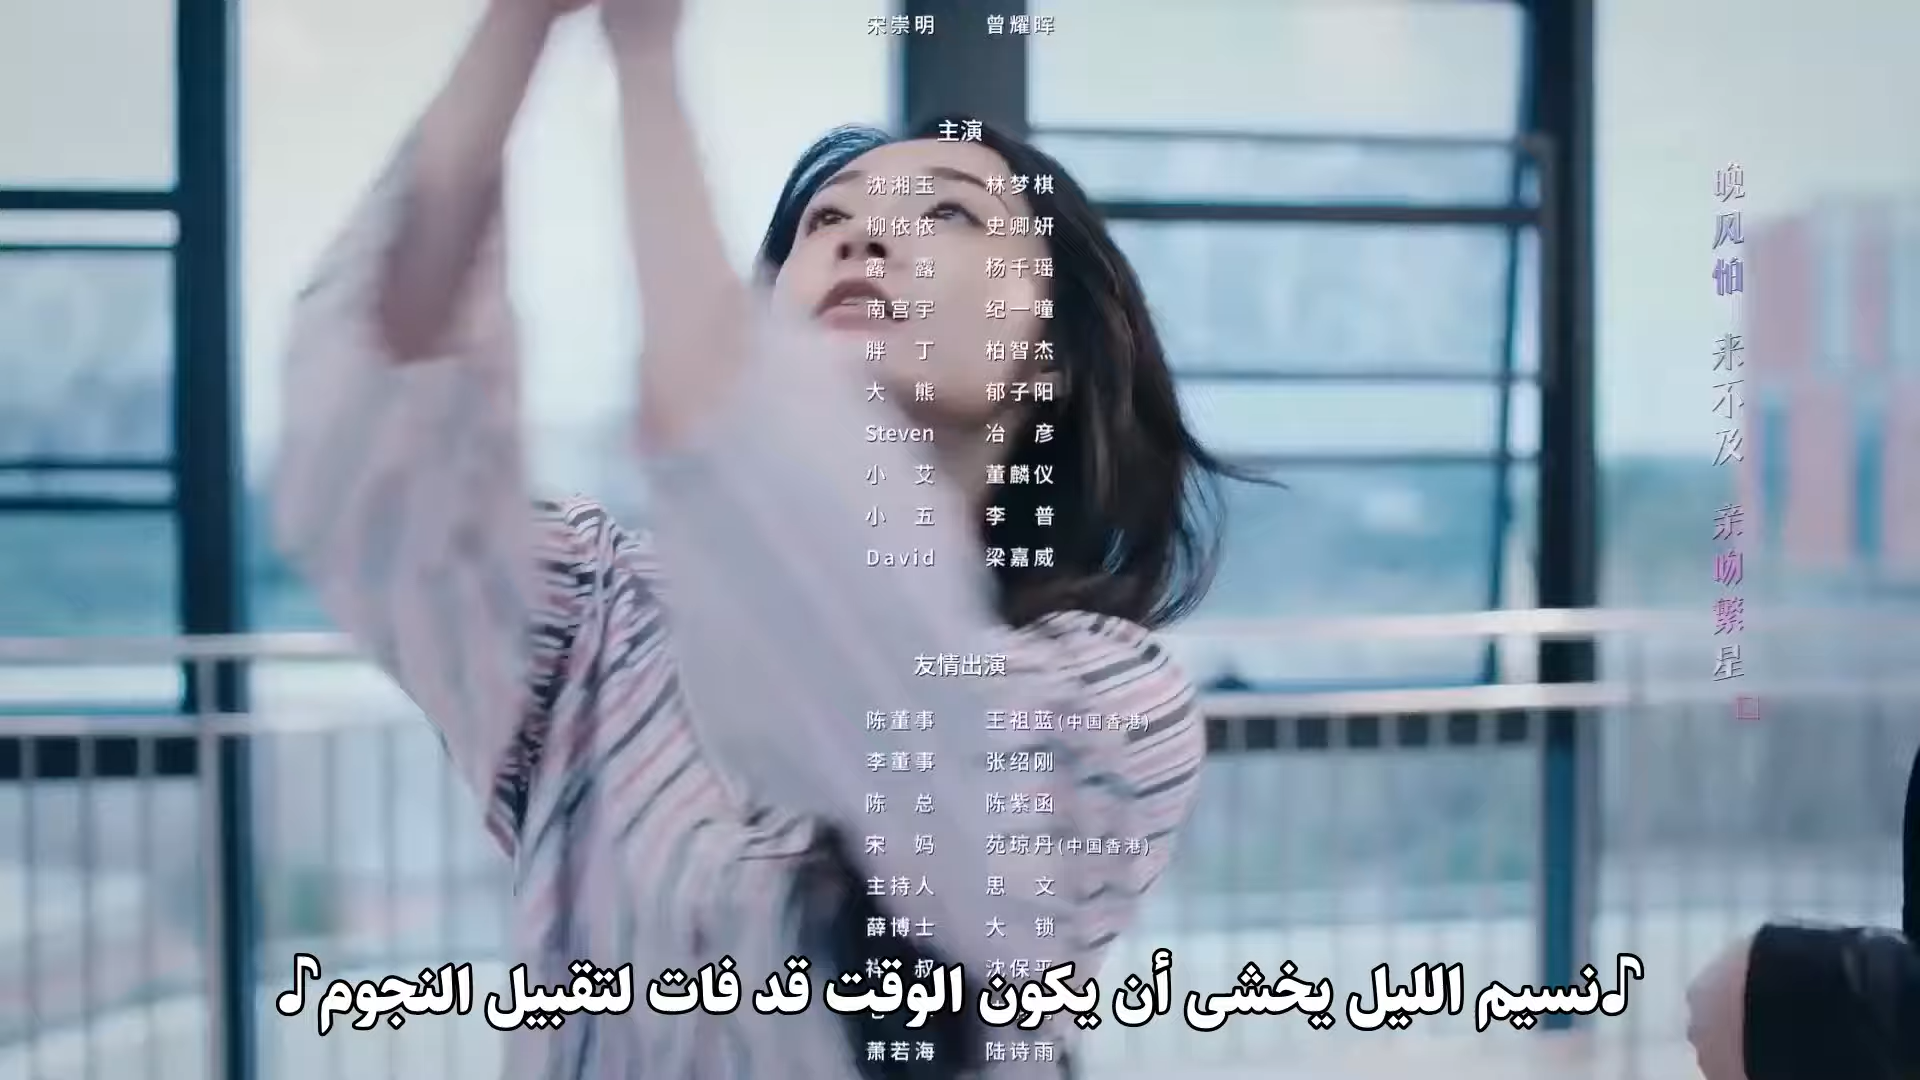 宋崇明 曾耀晖
主演
沈湘玉 林梦棋
柳依依 史卿妍
露露 杨千瑶
南宫宇 纪一曈
胖丁 柏智杰
大熊 郁子阳
Steven 冶彦
小艾 董麟仪
小五 李普
David 梁嘉威
友情出演
陈董事 王祖蓝(中国香港)
李董事 张绍刚
陈总 陈紫函
宋妈 苑琼丹(中国香港)
主持人 思文
薛博士 大锁
祥叔 沈保平
萧若海 陆诗雨
晚风怕 来不及 亲吻繁星
♪نسيم الليل يخشى أن يكون الوقت قد فات لتقبيل النجوم♪